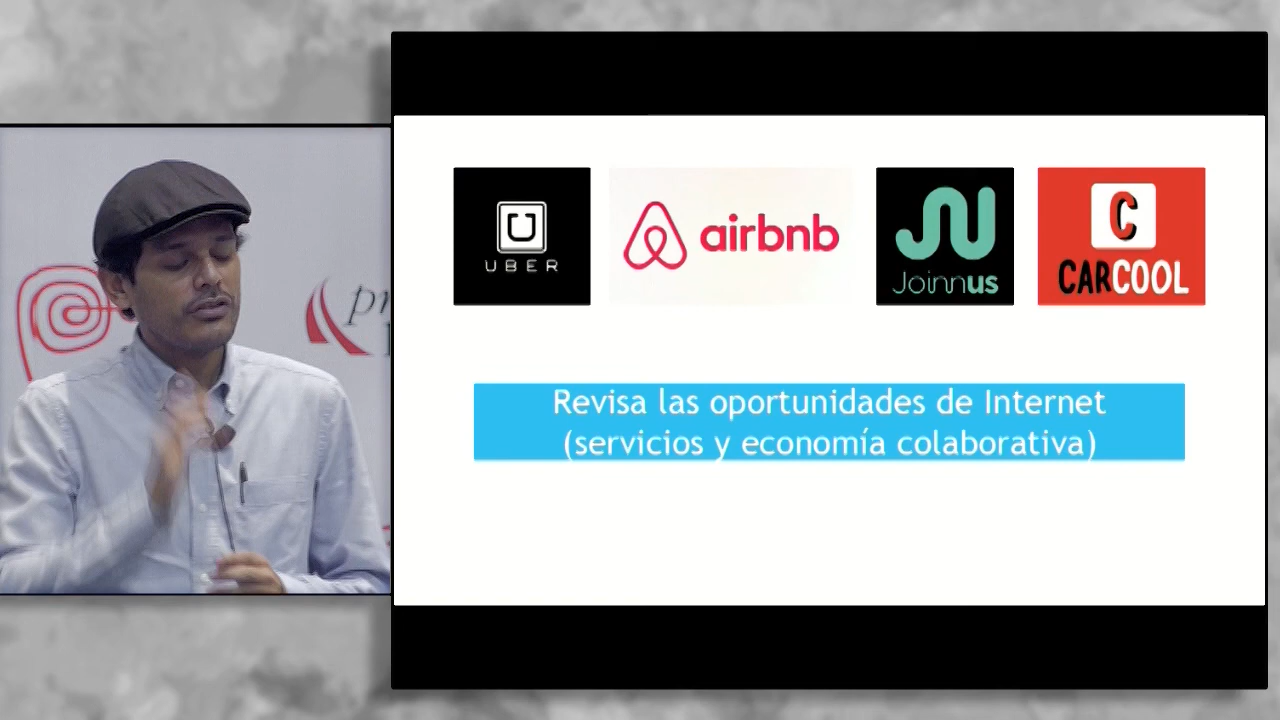 UBER
airbnb
JoinnUs
C
CARCOOL
Revisa las oportunidades de Internet
(servicios y economía colaborativa)